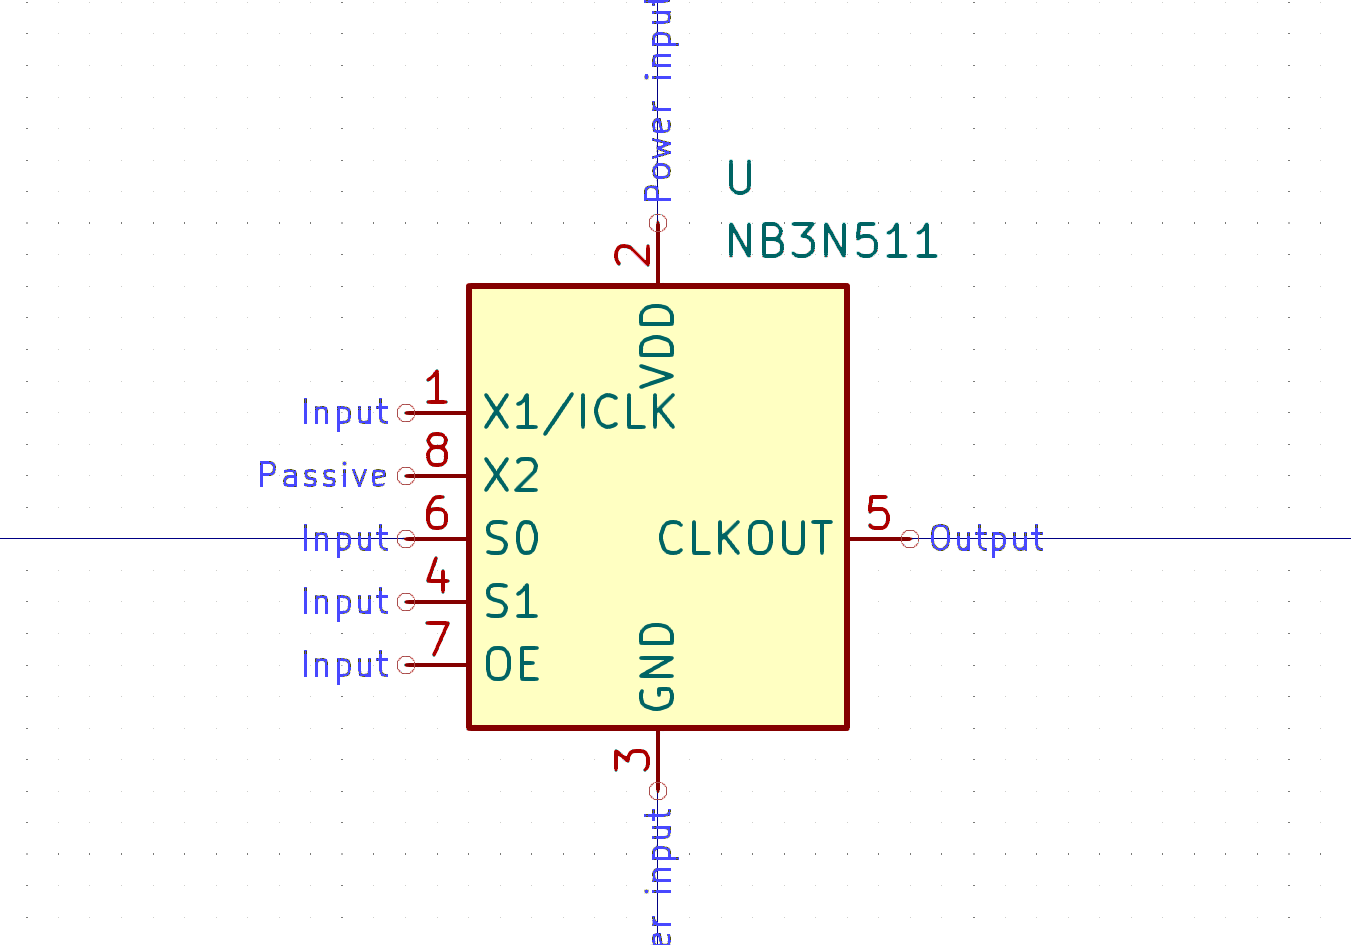 Power input
U
NB3N511
2
VDD
1
Input
X1/ICLK
8
Passive
X2
6
Input
S0
5
CLKOUT
Output
4
Input
S1
7
Input
OE
GND
3
er input